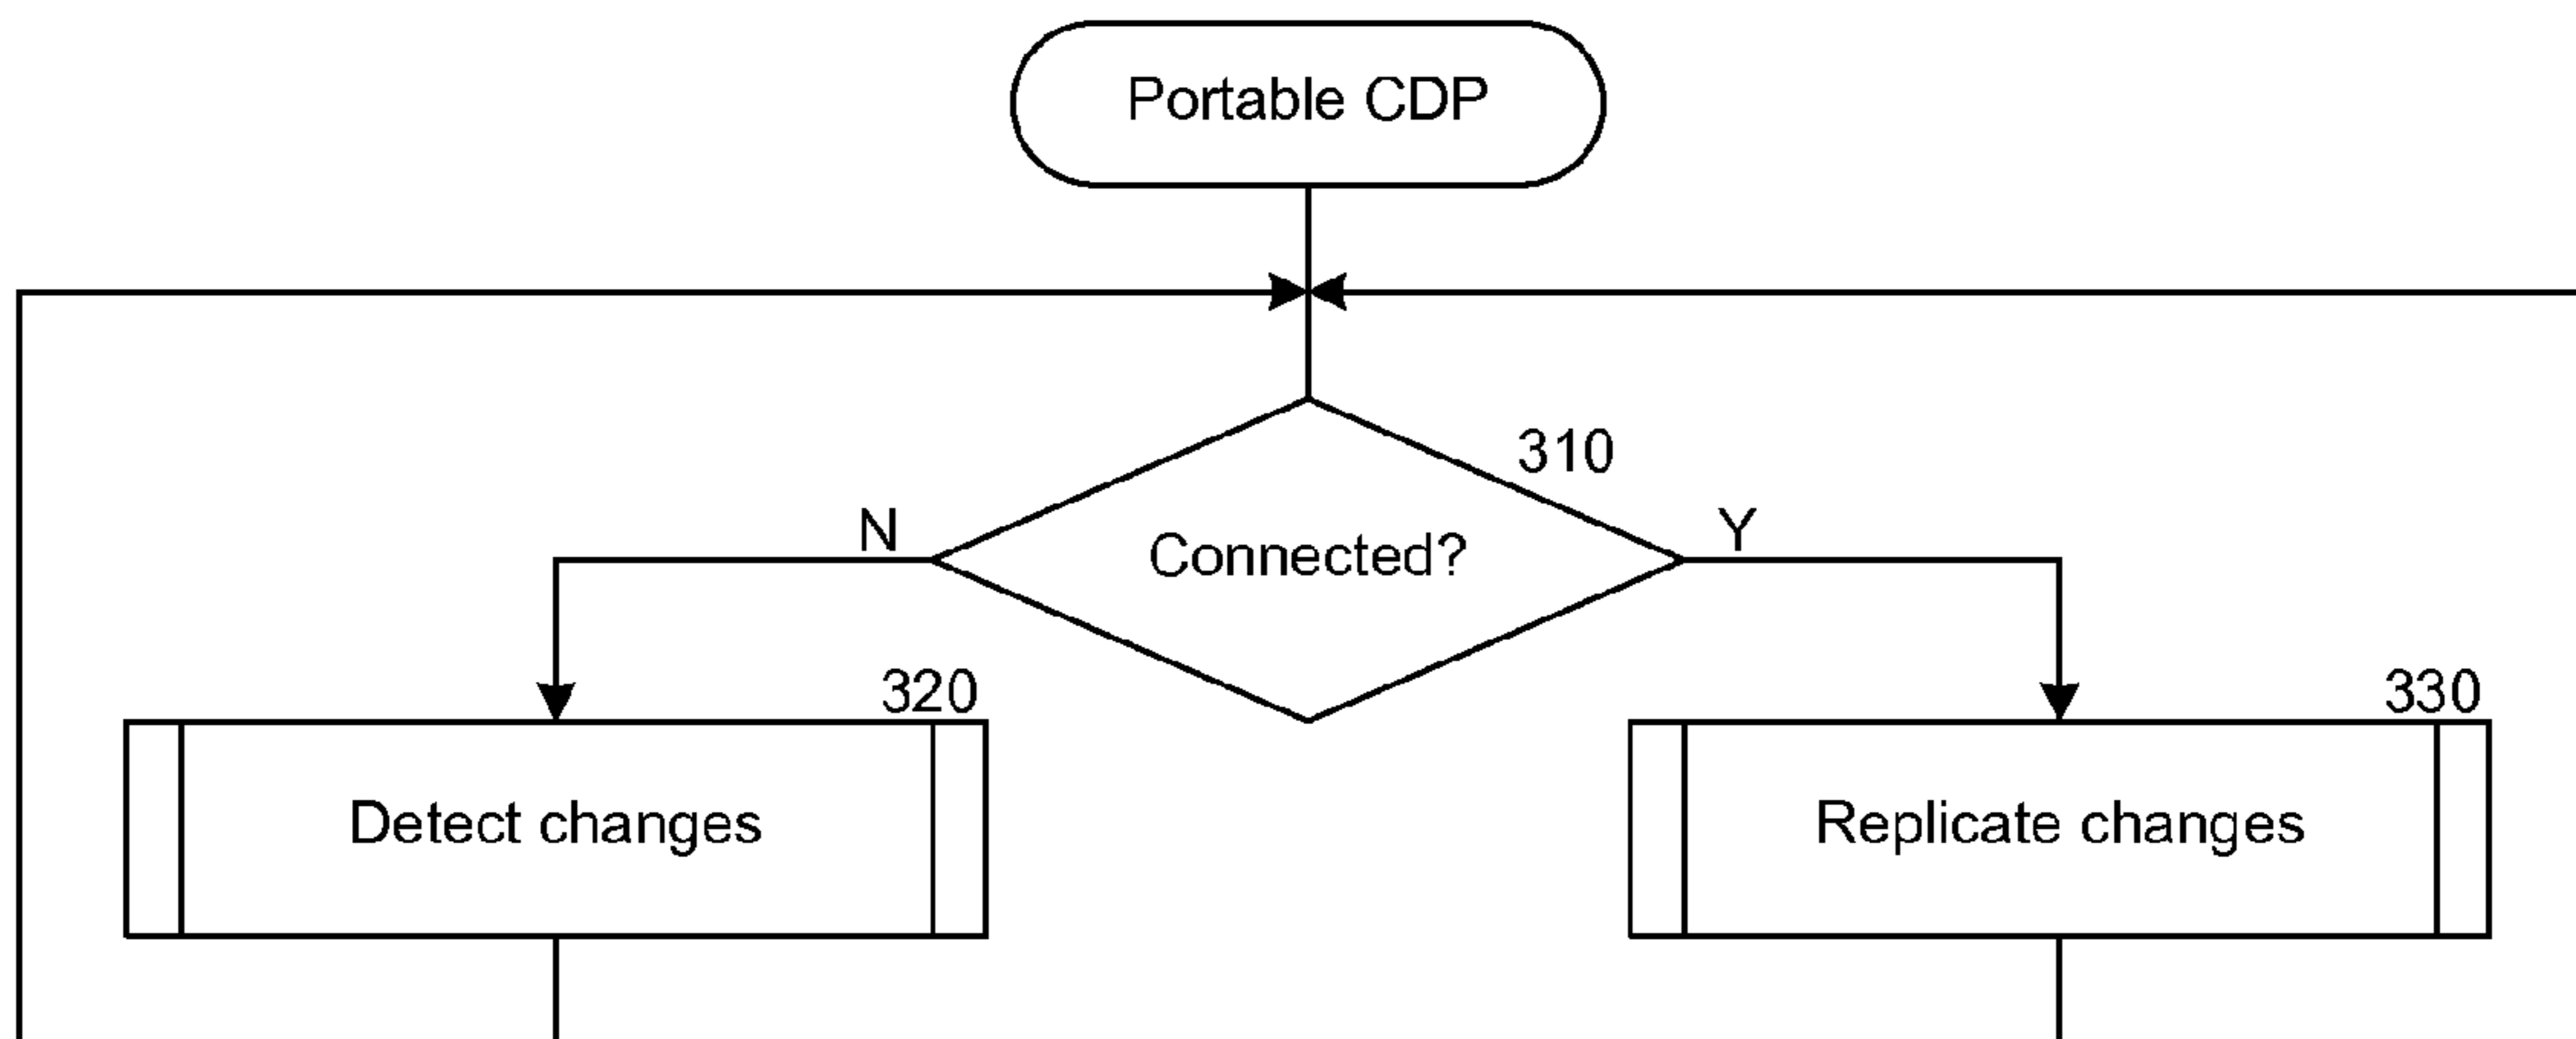 Portable CDP
310
N
Connected?
Y
320
330
Detect changes
Replicate changes